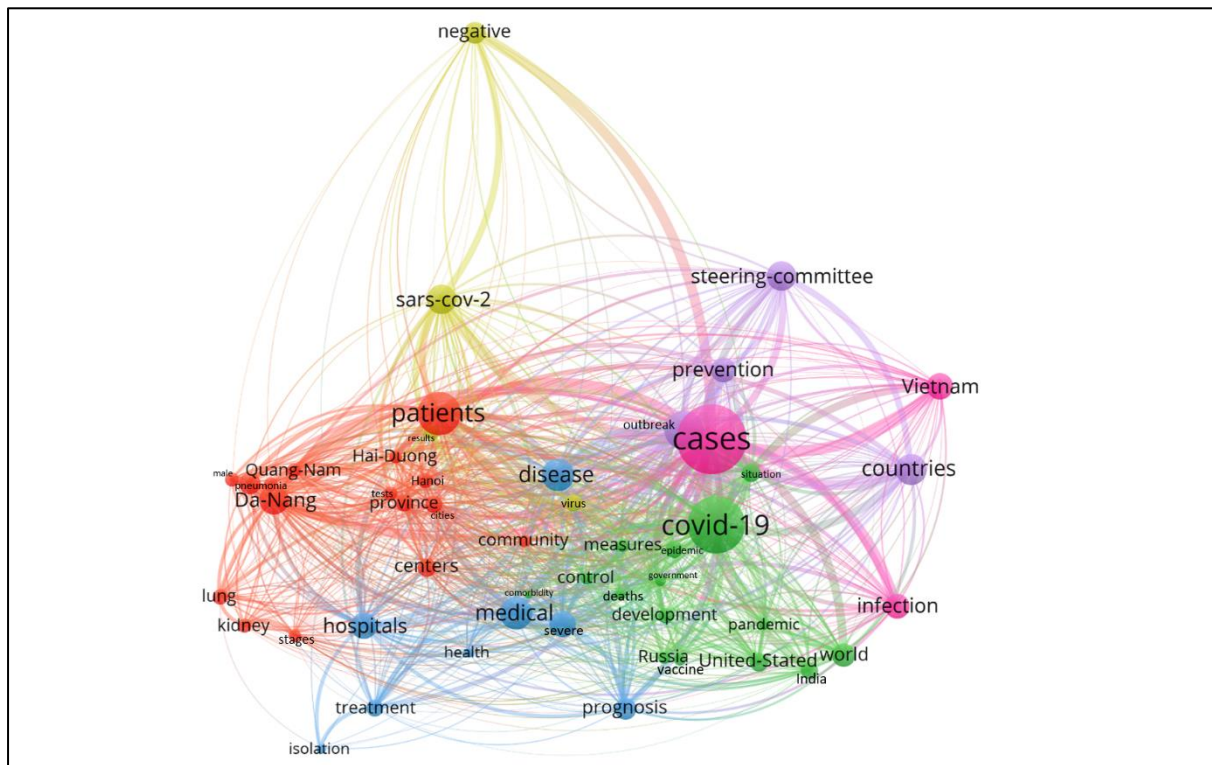 negative
steering-committee
sars-cov-2
prevention
Vietnam
patients
outbreak
cases
results
Hai-Duong
countries
male
Quang-Nam
pneumonia
Hanoi
disease
situation
Da-Nang
tests
province
cities
virus
covid-19
community
measures
epidemic
centers
control
government
lung
comorbidity
deaths
infection
kidney
stages
hospitals
medical
severe
development
pandemic
health
Russia
vaccine
United-Stated
world
India
treatment
prognosis
isolation